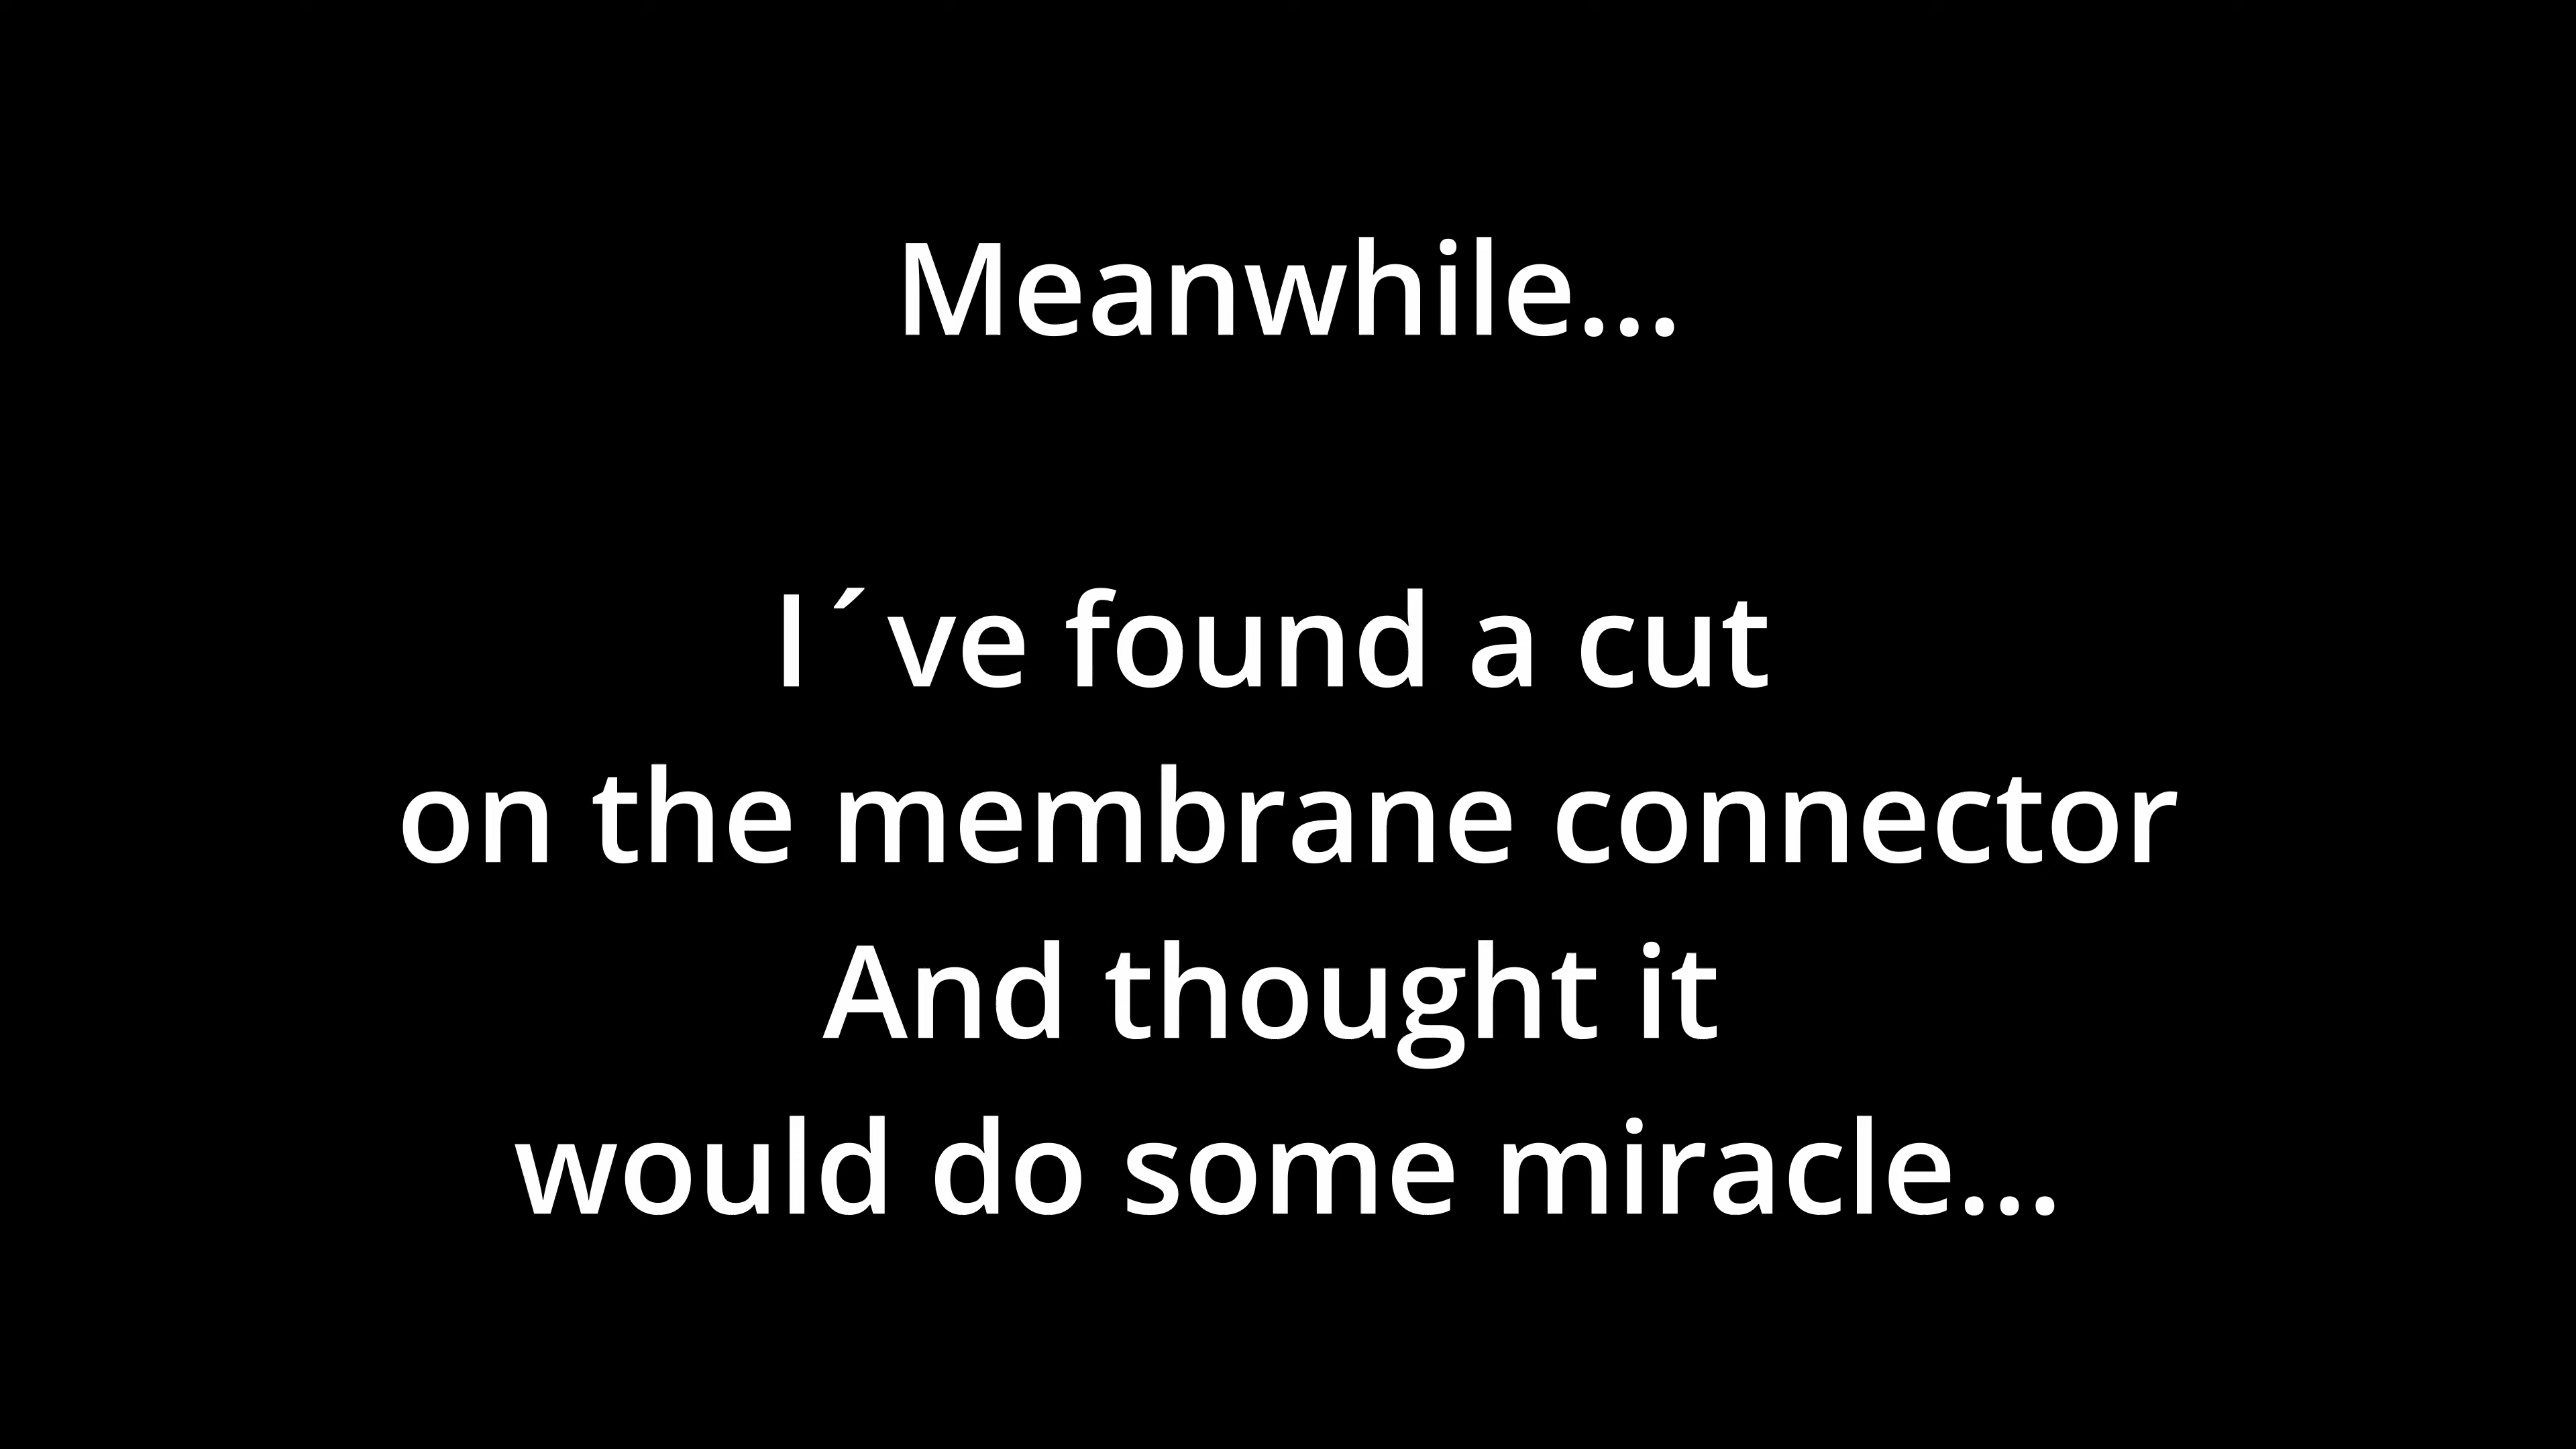 Meanwhile...
I´ve found a cut
on the membrane connector
And thought it
would do some miracle...